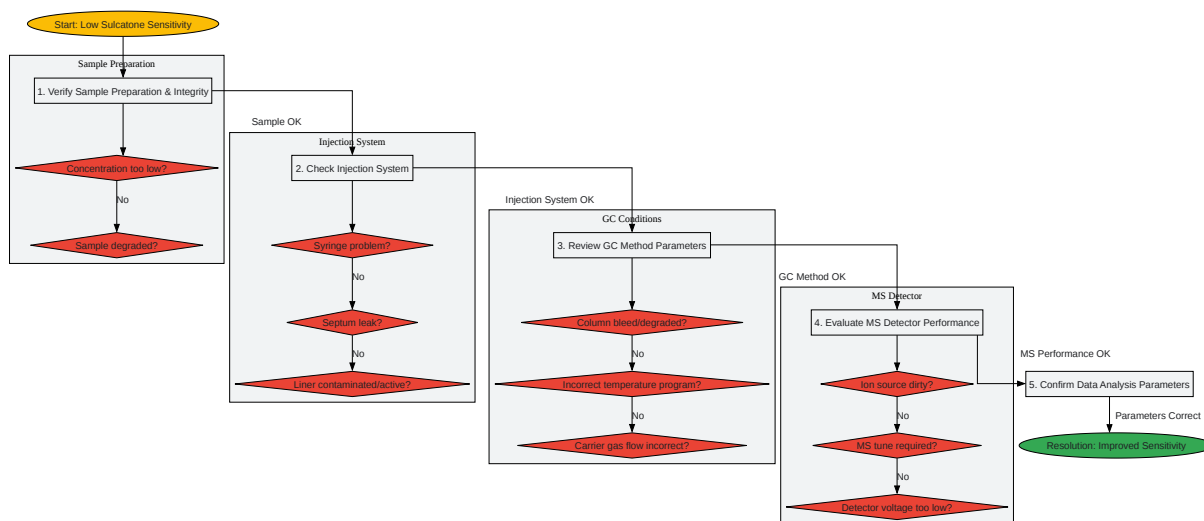 Start: Low Sulcatone Sensitivity
Sample Preparation
1. Verify Sample Preparation & Integrity
Concentration too low?
No
Sample degraded?
Sample OK
Injection System
2. Check Injection System
Syringe problem?
No
Septum leak?
No
Liner contaminated/active?
Injection System OK
GC Conditions
3. Review GC Method Parameters
Column bleed/degraded?
No
Incorrect temperature program?
No
Carrier gas flow incorrect?
GC Method OK
MS Detector
4. Evaluate MS Detector Performance
Ion source dirty?
No
MS tune required?
No
Detector voltage too low?
MS Performance OK
5. Confirm Data Analysis Parameters
Parameters Correct
Resolution: Improved Sensitivity